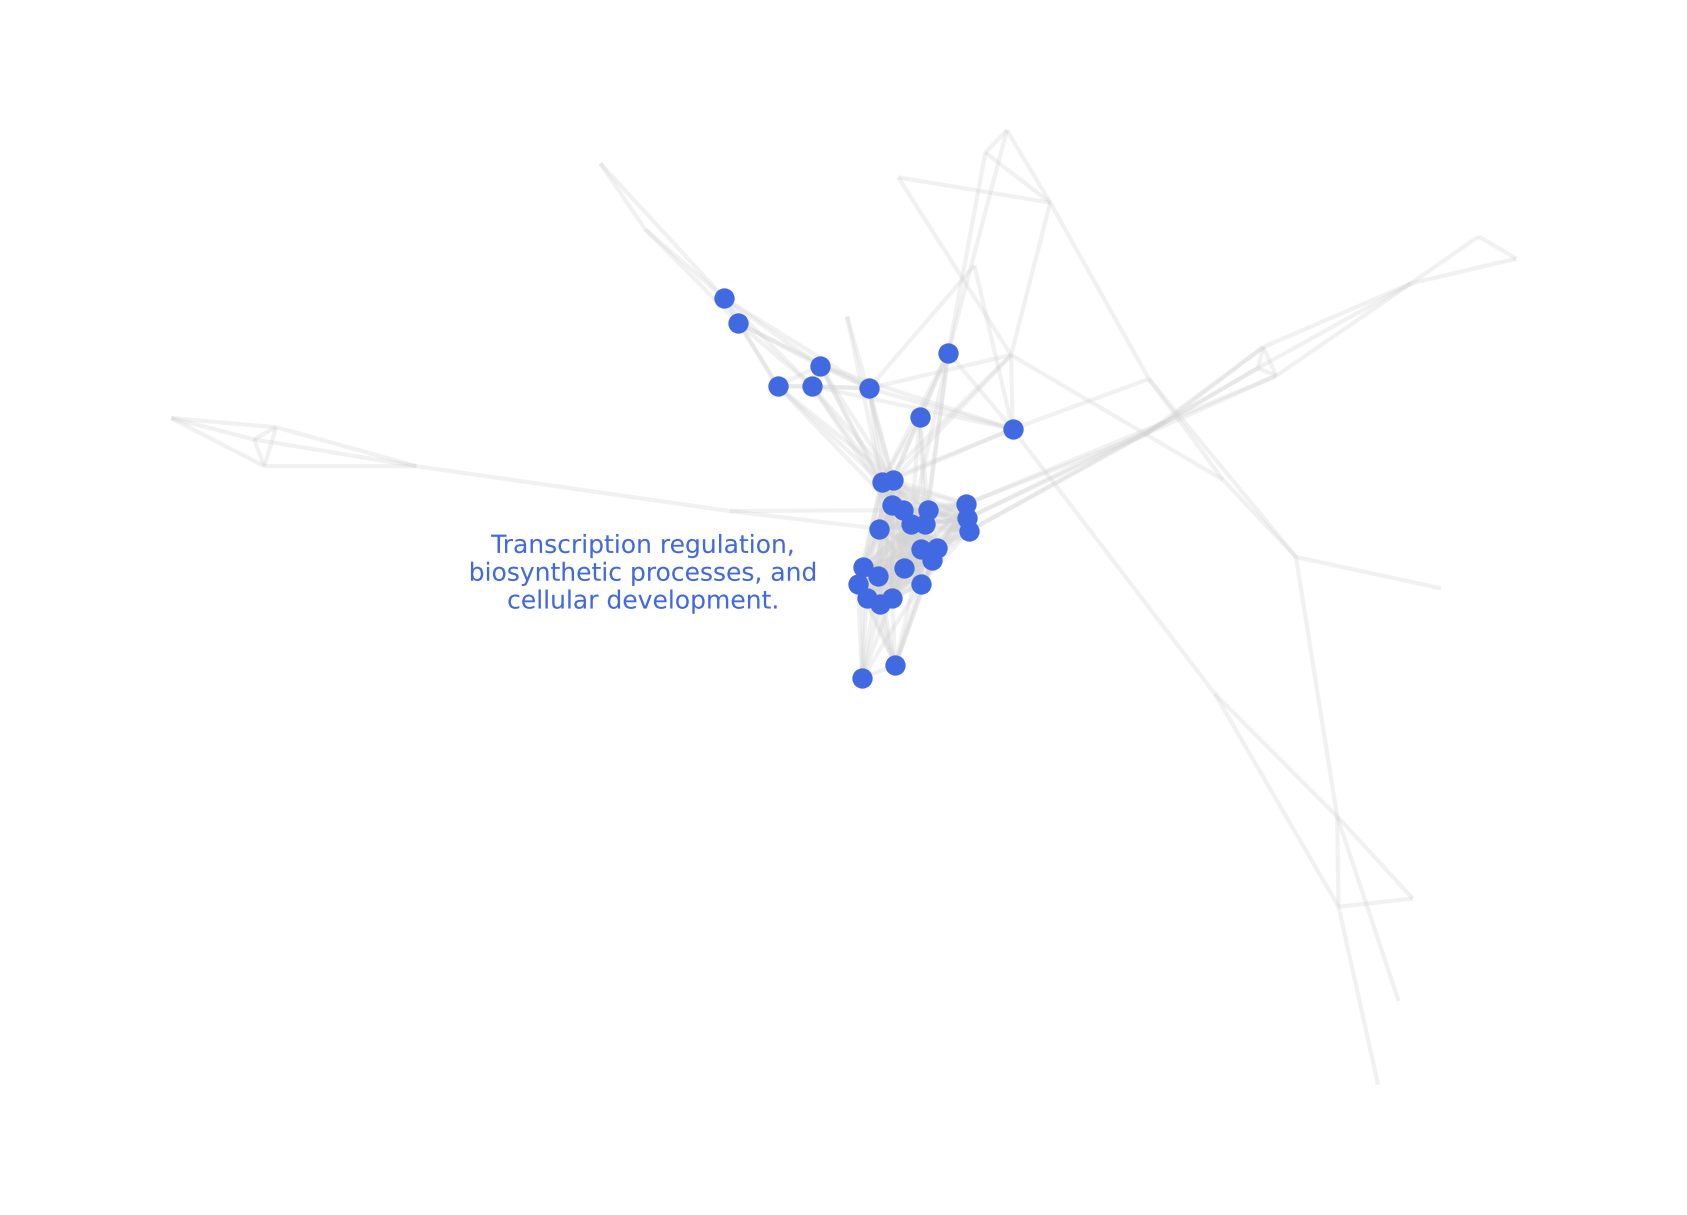 Transcription regulation,
biosynthetic processes, and
cellular development.